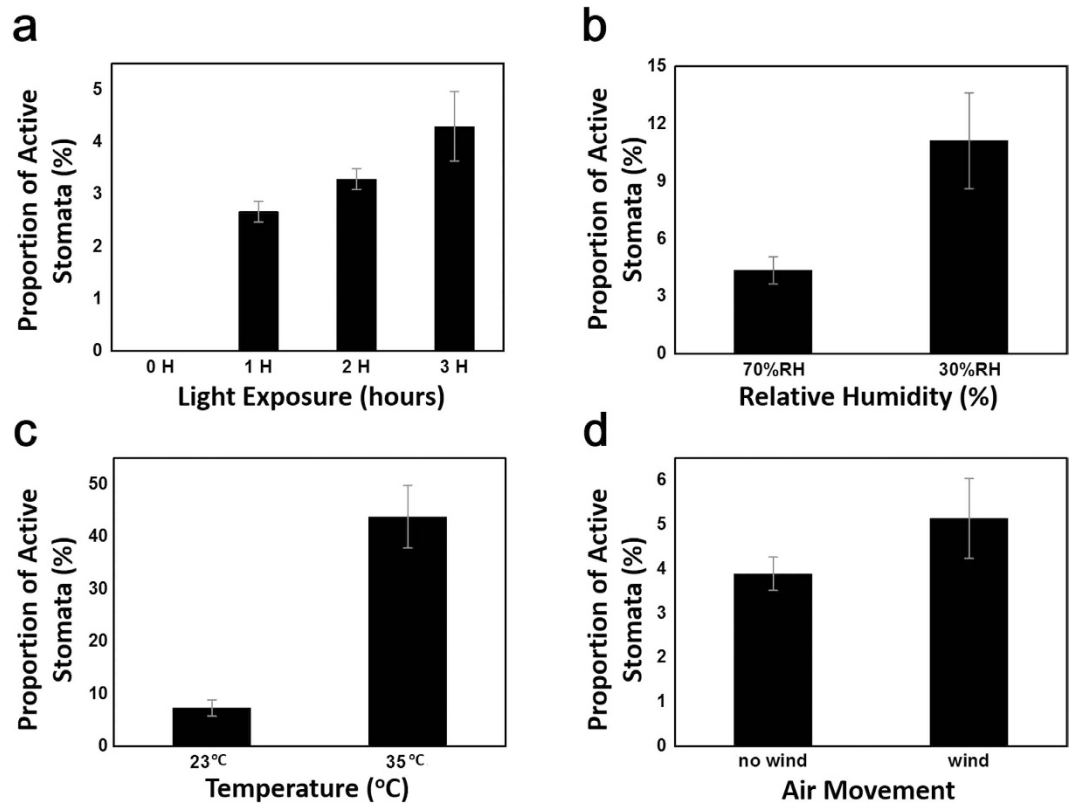 a
Proportion of Active
Stomata (%)
5
4
3
2
1
0
0 H 1 H 2 H 3 H
Light Exposure (hours)
b
Proportion of Active
Stomata (%)
15
12
9
6
3
0
70%RH 30%RH
Relative Humidity (%)
c
Proportion of Active
Stomata (%)
50
40
30
20
10
0
23°C 35°C
Temperature (°C)
d
Proportion of Active
Stomata (%)
6
5
4
3
2
1
0
no wind wind
Air Movement